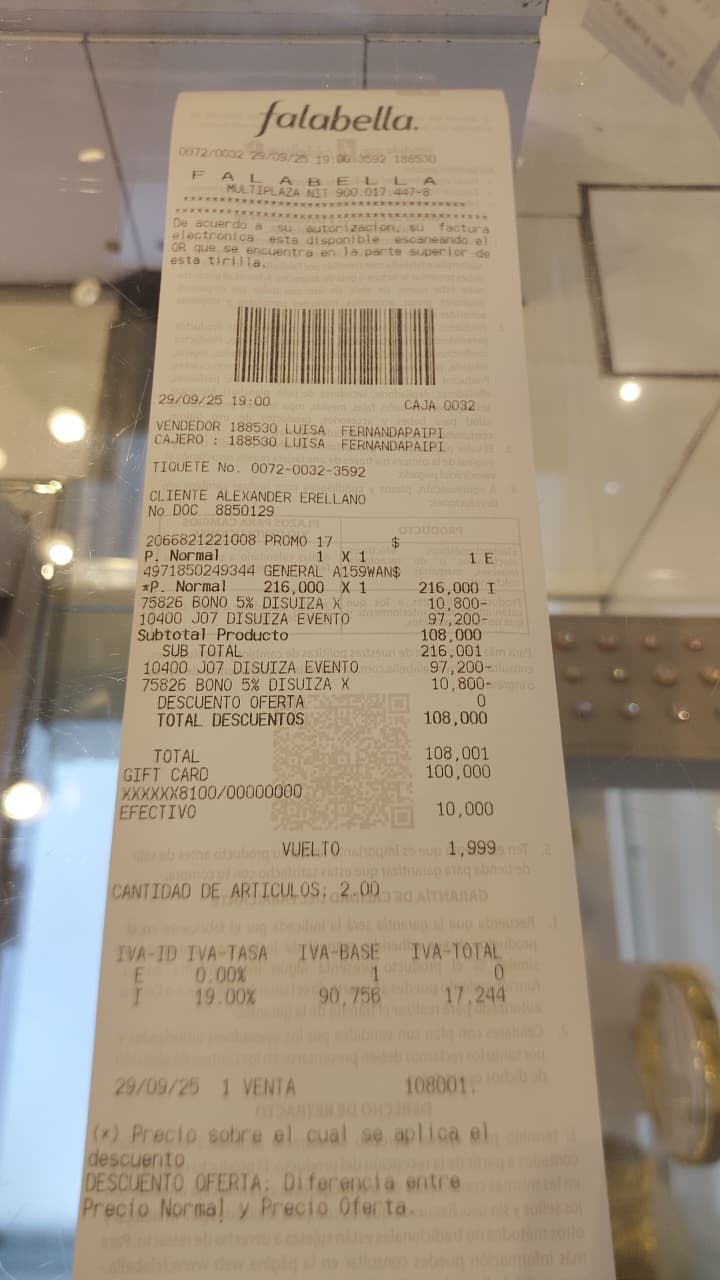 falabella.
0072/0032 29/09/25 19:00 3592 188530
F A L A B E L L A
MULTIPLAZA NIT 900.017.447-8
De acuerdo a su autorizacion, su factura
electronica esta disponible escaneando el
QR que se encuentra en la parte superior de
esta tirilla.
29/09/25 19:00 CAJA 0032
VENDEDOR 188530 LUISA FERNANDAPAIPI
CAJERO : 188530 LUISA FERNANDAPAIPI
TIQUETE No. 0072-0032-3592
CLIENTE ALEXANDER ERELLANO
No DOC 8850129
2066821221008 PROMO 17 $
P. Normal 1 X 1 1 E
4971850249344 GENERAL A159WAN$
*P. Normal 216,000 X 1 216,000 I
75826 BONO 5% DISUIZA X 10,800-
10400 J07 DISUIZA EVENTO 97,200-
Subtotal Producto 108,000
SUB TOTAL 216,001
10400 J07 DISUIZA EVENTO 97,200-
75826 BONO 5% DISUIZA X 10,800-
DESCUENTO OFERTA 0
TOTAL DESCUENTOS 108,000
TOTAL 108,001
GIFT CARD 100,000
XXXXXX8100/00000000
EFECTIVO 10,000
VUELTO 1,999
CANTIDAD DE ARTICULOS: 2.00
IVA-ID IVA-TASA IVA-BASE IVA-TOTAL
E 0.00% 1 0
I 19.00% 90,756 17,244
29/09/25 1 VENTA 108001.
(*) Precio sobre el cual se aplica el
descuento
DESCUENTO OFERTA: Diferencia entre
Precio Normal y Precio Oferta.